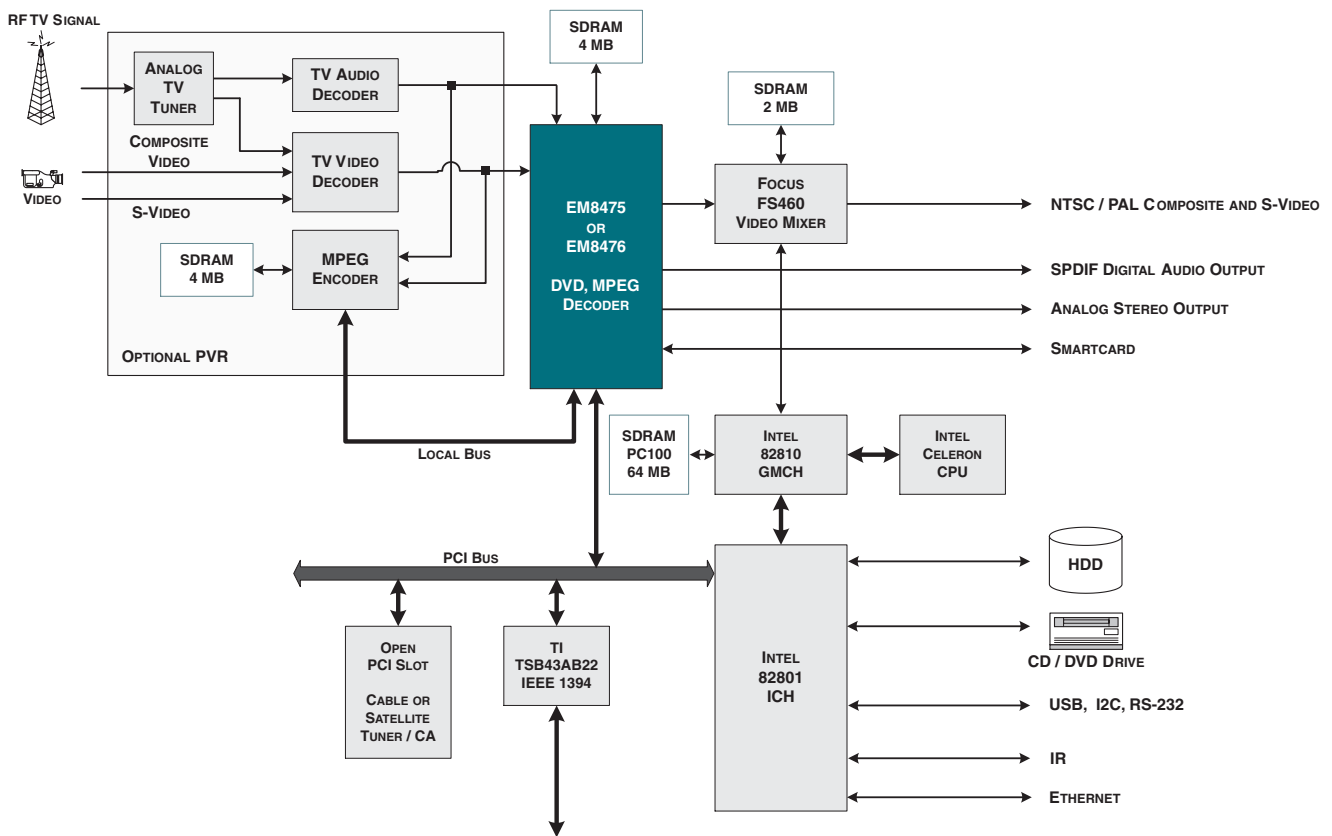 RF TV SIGNAL
ANALOG
TV
TUNER
TV AUDIO
DECODER
SDRAM
4 MB
SDRAM
2 MB
COMPOSITE
VIDEO
TV VIDEO
DECODER
VIDEO
S-VIDEO
SDRAM
4 MB
MPEG
ENCODER
OPTIONAL PVR
EM8475
OR
EM8476
DVD, MPEG
DECODER
FOCUS
FS460
VIDEO MIXER
NTSC / PAL COMPOSITE AND S-VIDEO
SPDIF DIGITAL AUDIO OUTPUT
ANALOG STEREO OUTPUT
SMARTCARD
LOCAL BUS
SDRAM
PC100
64 MB
INTEL
82810
GMCH
INTEL
CELERON
CPU
PCI BUS
OPEN
PCI SLOT
CABLE OR
SATELLITE
TUNER / CA
TI
TSB43AB22
IEEE 1394
INTEL
82801
ICH
HDD
CD / DVD DRIVE
USB, I2C, RS-232
IR
ETHERNET